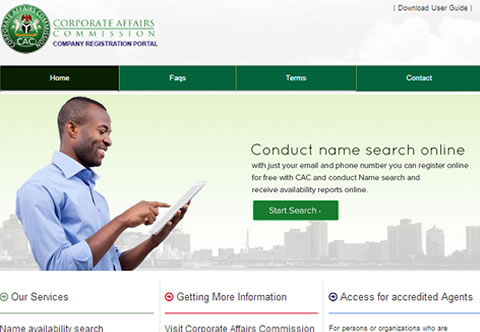 | Download User Guide |
CORPORATE AFFAIRS
COMMISSION
COMPANY REGISTRATION PORTAL
CAC
Home
Faqs
Terms
Contact
Conduct name search online
with just your email and phone number you can register online
for free with CAC and conduct Name search and
receive availability reports online.
Start Search
Our Services
Getting More Information
Access for accredited Agents
Name availability search
Visit Corporate Affairs Commission
For persons or organizations who are